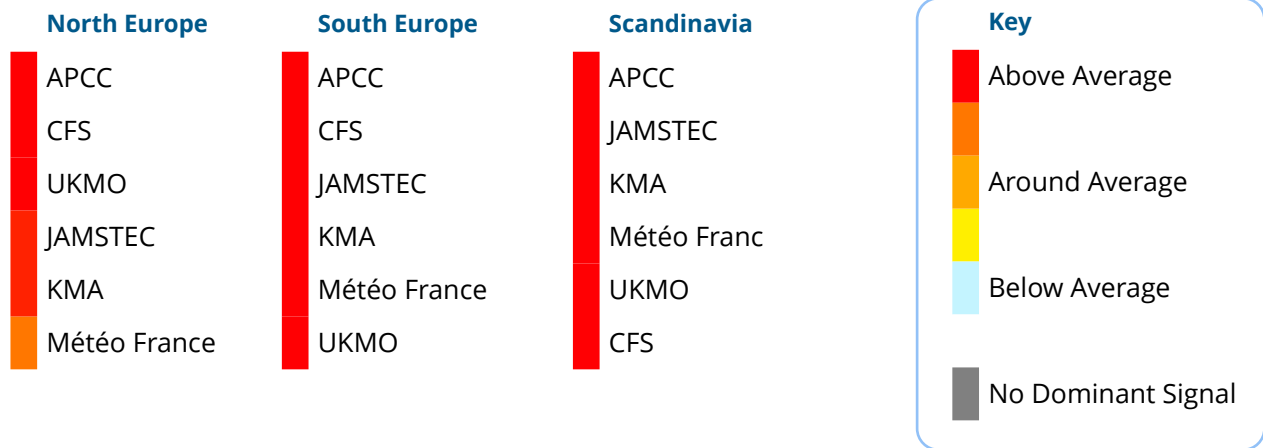 North Europe
APCC
CFS
UKMO
JAMSTEC
KMA
Météo France
South Europe
APCC
CFS
JAMSTEC
KMA
Météo France
UKMO
Scandinavia
APCC
JAMSTEC
KMA
Météo Franc
UKMO
CFS
Key
Above Average
Around Average
Below Average
No Dominant Signal